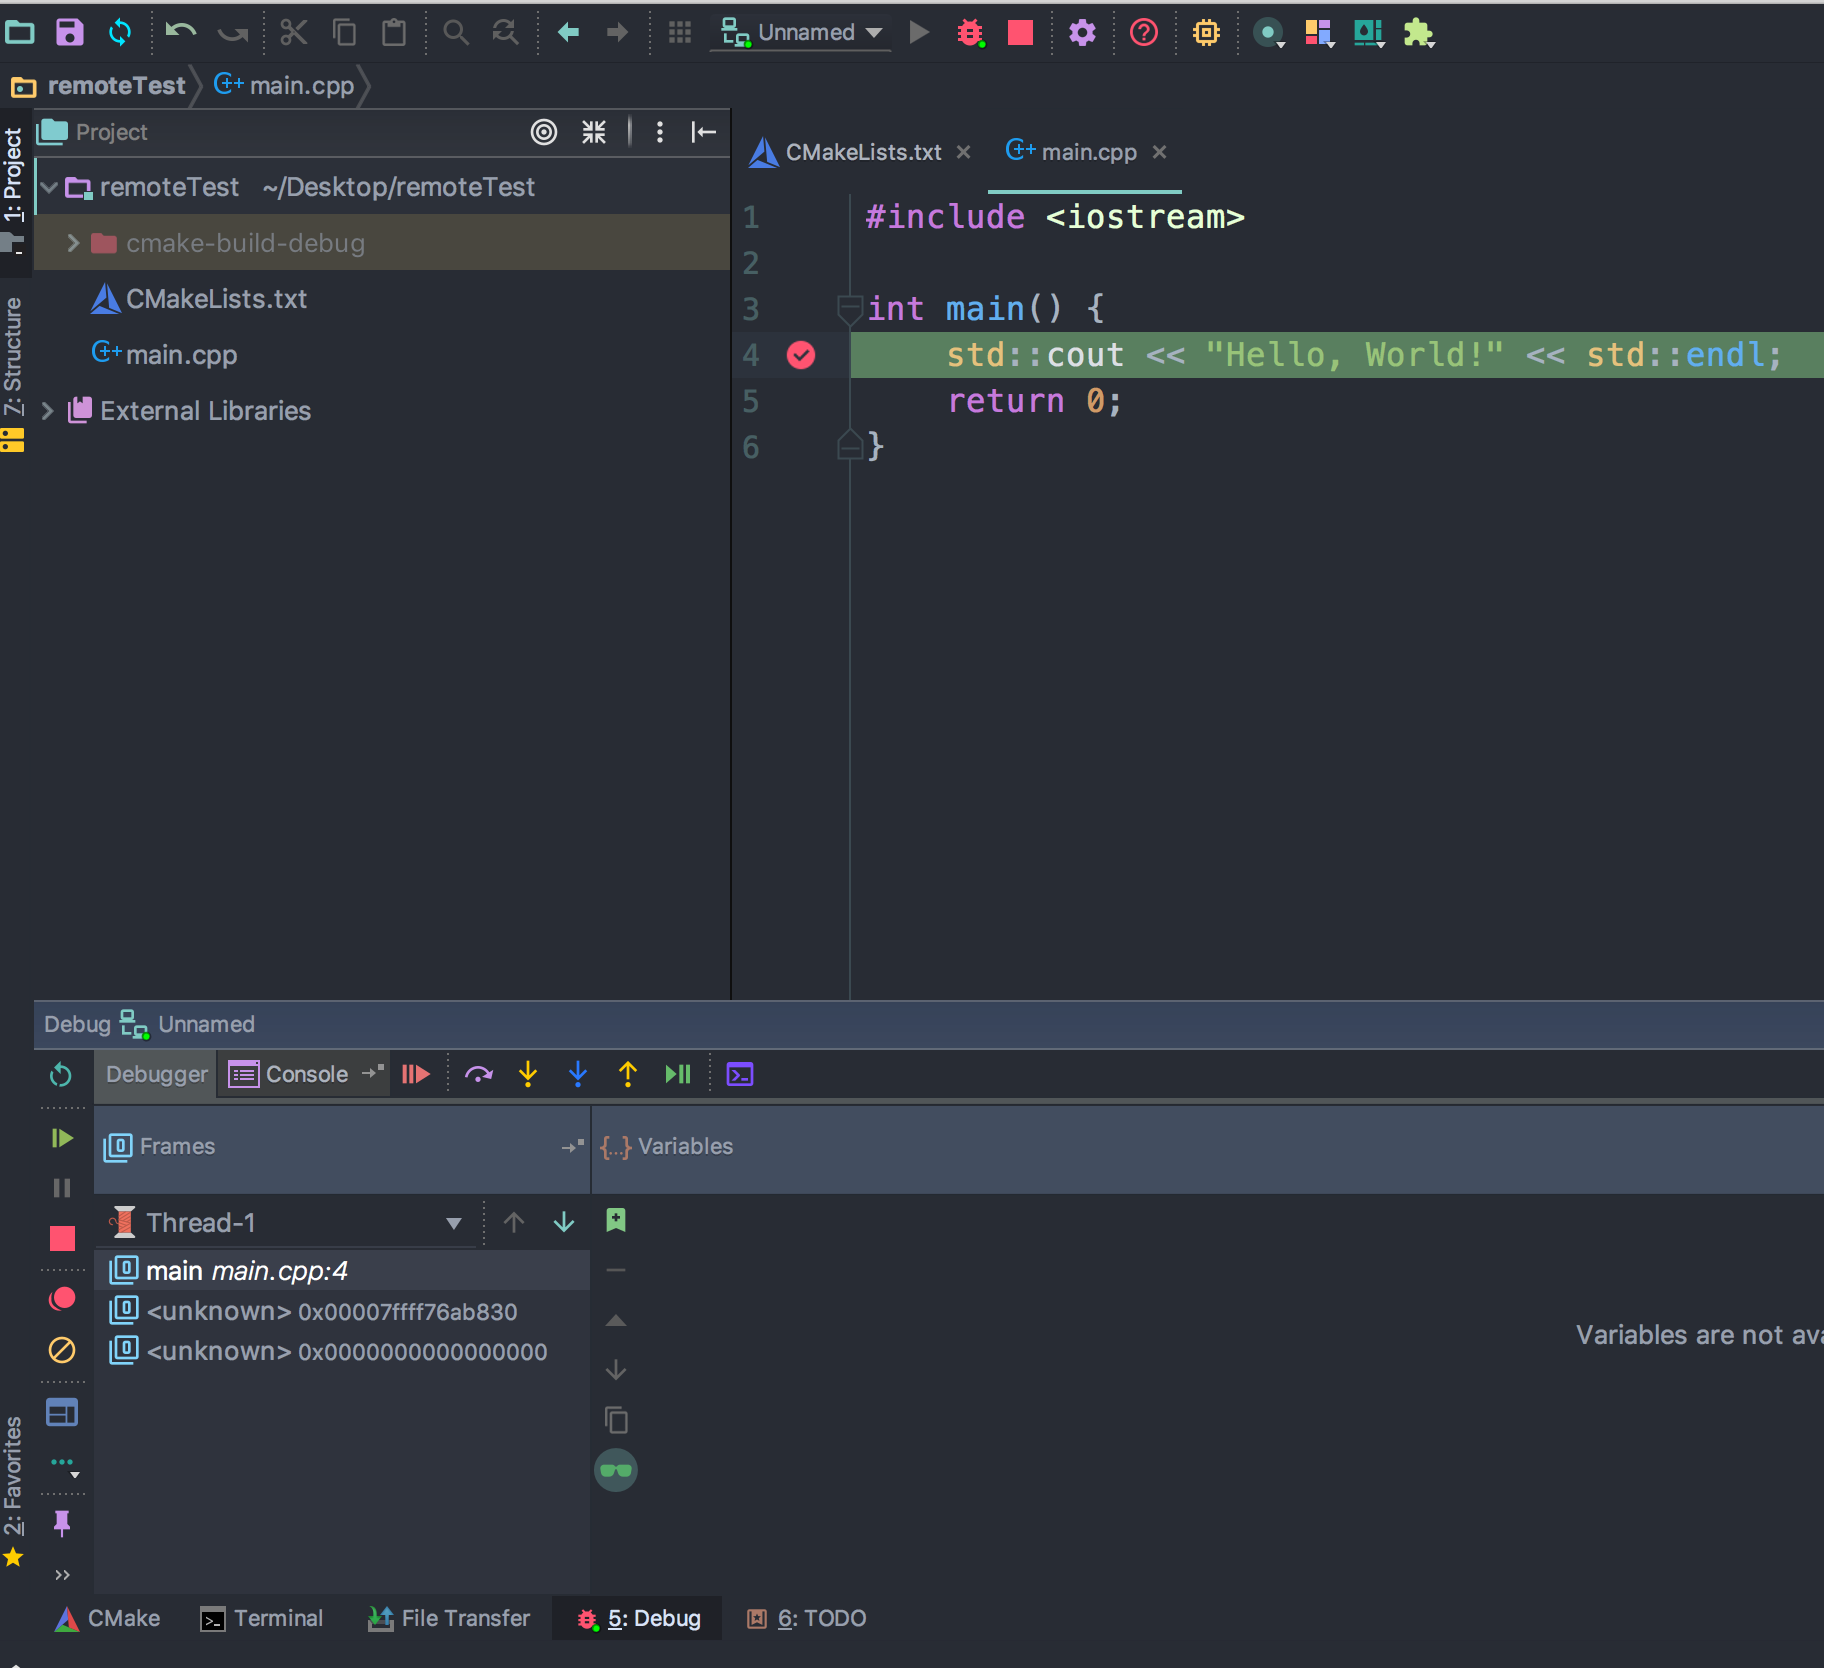 Unnamed
remoteTest
main.cpp
1: Project
7: Structure
2: Favorites
Project
remoteTest ~/Desktop/remoteTest
cmake-build-debug
CMakeLists.txt
main.cpp
External Libraries
CMakeLists.txt
main.cpp
1 #include <iostream>
2
3 int main() {
4 std::cout << "Hello, World!" << std::endl;
5 return 0;
6 }
Debug Unnamed
Debugger Console
Frames
Variables
Thread-1
main main.cpp:4
<unknown> 0x00007ffff76ab830
<unknown> 0x0000000000000000
Variables are not ava
CMake Terminal File Transfer 5: Debug 6: TODO